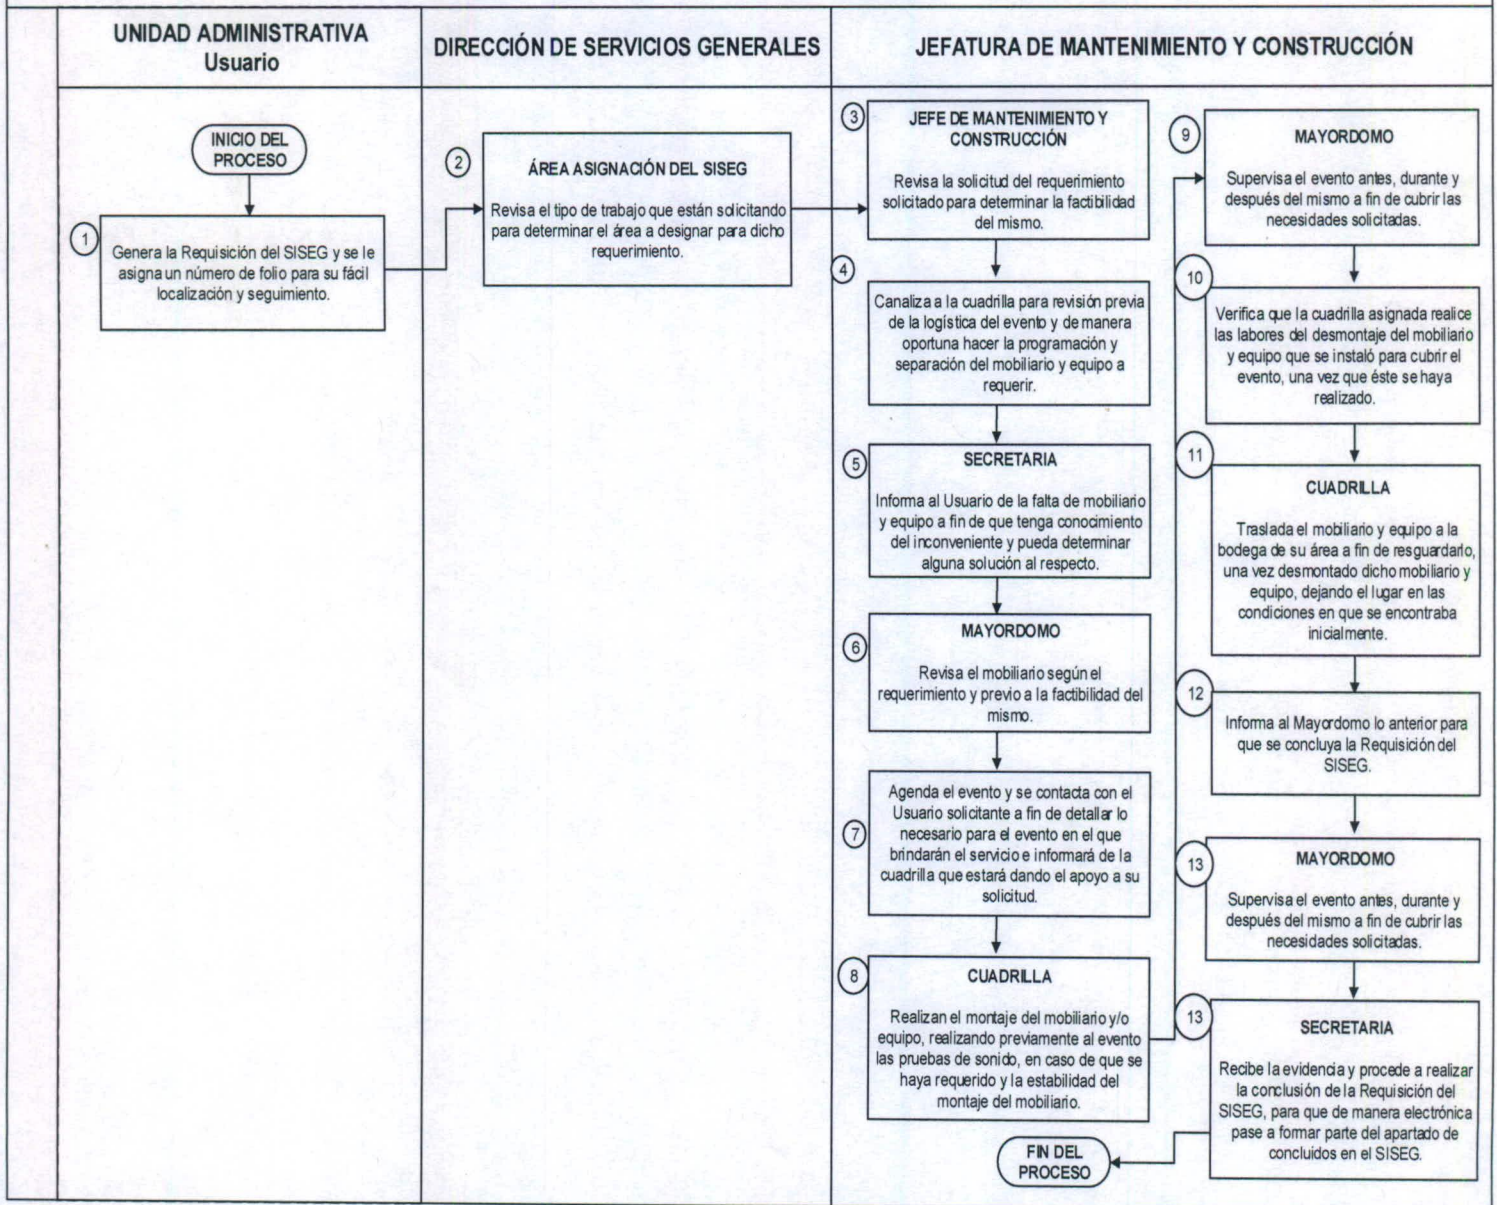 UNIDAD ADMINISTRATIVA
Usuario
DIRECCIÓN DE SERVICIOS GENERALES
JEFATURA DE MANTENIMIENTO Y CONSTRUCCIÓN
INICIO DEL
PROCESO
1
Genera la Requisición del SISEG y se le
asigna un número de folio para su fácil
localización y seguimiento.
2
ÁREA ASIGNACIÓN DEL SISEG
Revisa el tipo de trabajo que están solicitando
para determinar el área a designar para dicho
requerimiento.
3
JEFE DE MANTENIMIENTO Y
CONSTRUCCIÓN
Revisa la solicitud del requerimiento
solicitado para determinar la factibilidad
del mismo.
4
Canaliza a la cuadrilla para revisión previa
de la logística del evento y de manera
oportuna hacer la programación y
separación del mobiliario y equipo a
requerir.
5
SECRETARIA
Informa al Usuario de la falta de mobiliario
y equipo a fin de que tenga conocimiento
del inconveniente y pueda determinar
alguna solución al respecto.
6
MAYORDOMO
Revisa el mobiliario según el
requerimiento y previo a la factibilidad del
mismo.
7
Agenda el evento y se contacta con el
Usuario solicitante a fin de detallar lo
necesario para el evento en el que
brindarán el servicio e informará de la
cuadrilla que estará dando el apoyo a su
solicitud.
8
CUADRILLA
Realizan el montaje del mobiliario y/o
equipo, realizando previamente al evento
las pruebas de sonido, en caso de que se
haya requerido y la estabilidad del
montaje del mobiliario.
9
MAYORDOMO
Supervisa el evento antes, durante y
después del mismo a fin de cubrir las
necesidades solicitadas.
10
Verifica que la cuadrilla asignada realice
las labores del desmontaje del mobiliario
y equipo que se instaló para cubrir el
evento, una vez que éste se haya
realizado.
11
CUADRILLA
Traslada el mobiliario y equipo a la
bodega de su área a fin de resguardarlo,
una vez desmontado dicho mobiliario y
equipo, dejando el lugar en las
condiciones en que se encontraba
inicialmente.
12
Informa al Mayordomo lo anterior para
que se concluya la Requisición del
SISEG.
13
MAYORDOMO
Supervisa el evento antes, durante y
después del mismo a fin de cubrir las
necesidades solicitadas.
13
SECRETARIA
Recibe la evidencia y procede a realizar
la conclusión de la Requisición del
SISEG, para que de manera electrónica
pase a formar parte del apartado de
concluidos en el SISEG.
FIN DEL
PROCESO